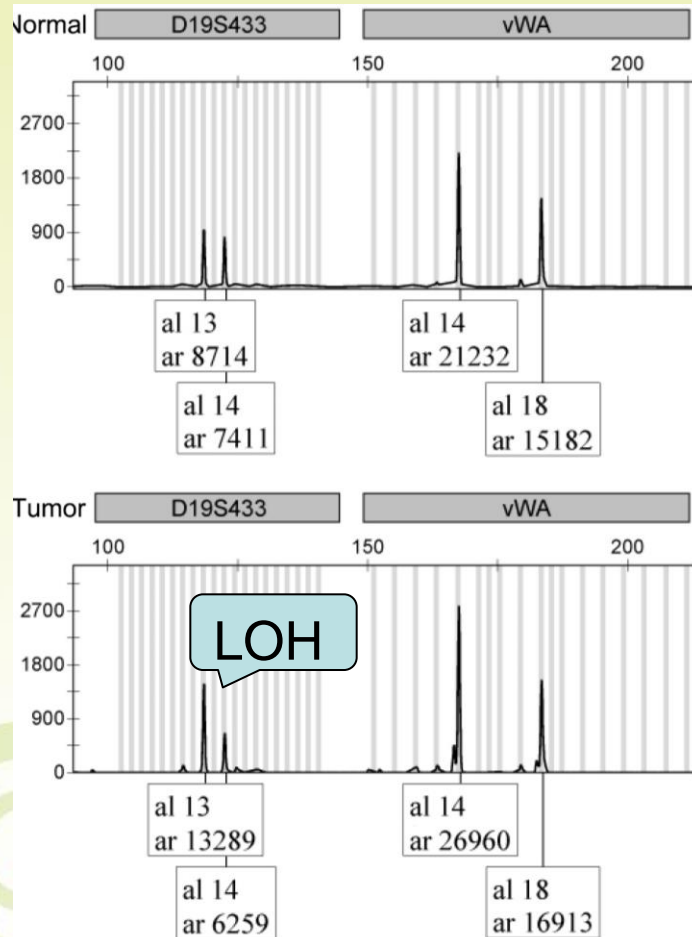 Normal D19S433 vWA
100 150 200
2700
1800
900
0
al 13
ar 8714
al 14
ar 7411
al 14
ar 21232
al 18
ar 15182
Tumor D19S433 vWA
100 150 200
2700
1800
900
0
LOH
al 13
ar 13289
al 14
ar 6259
al 14
ar 26960
al 18
ar 16913